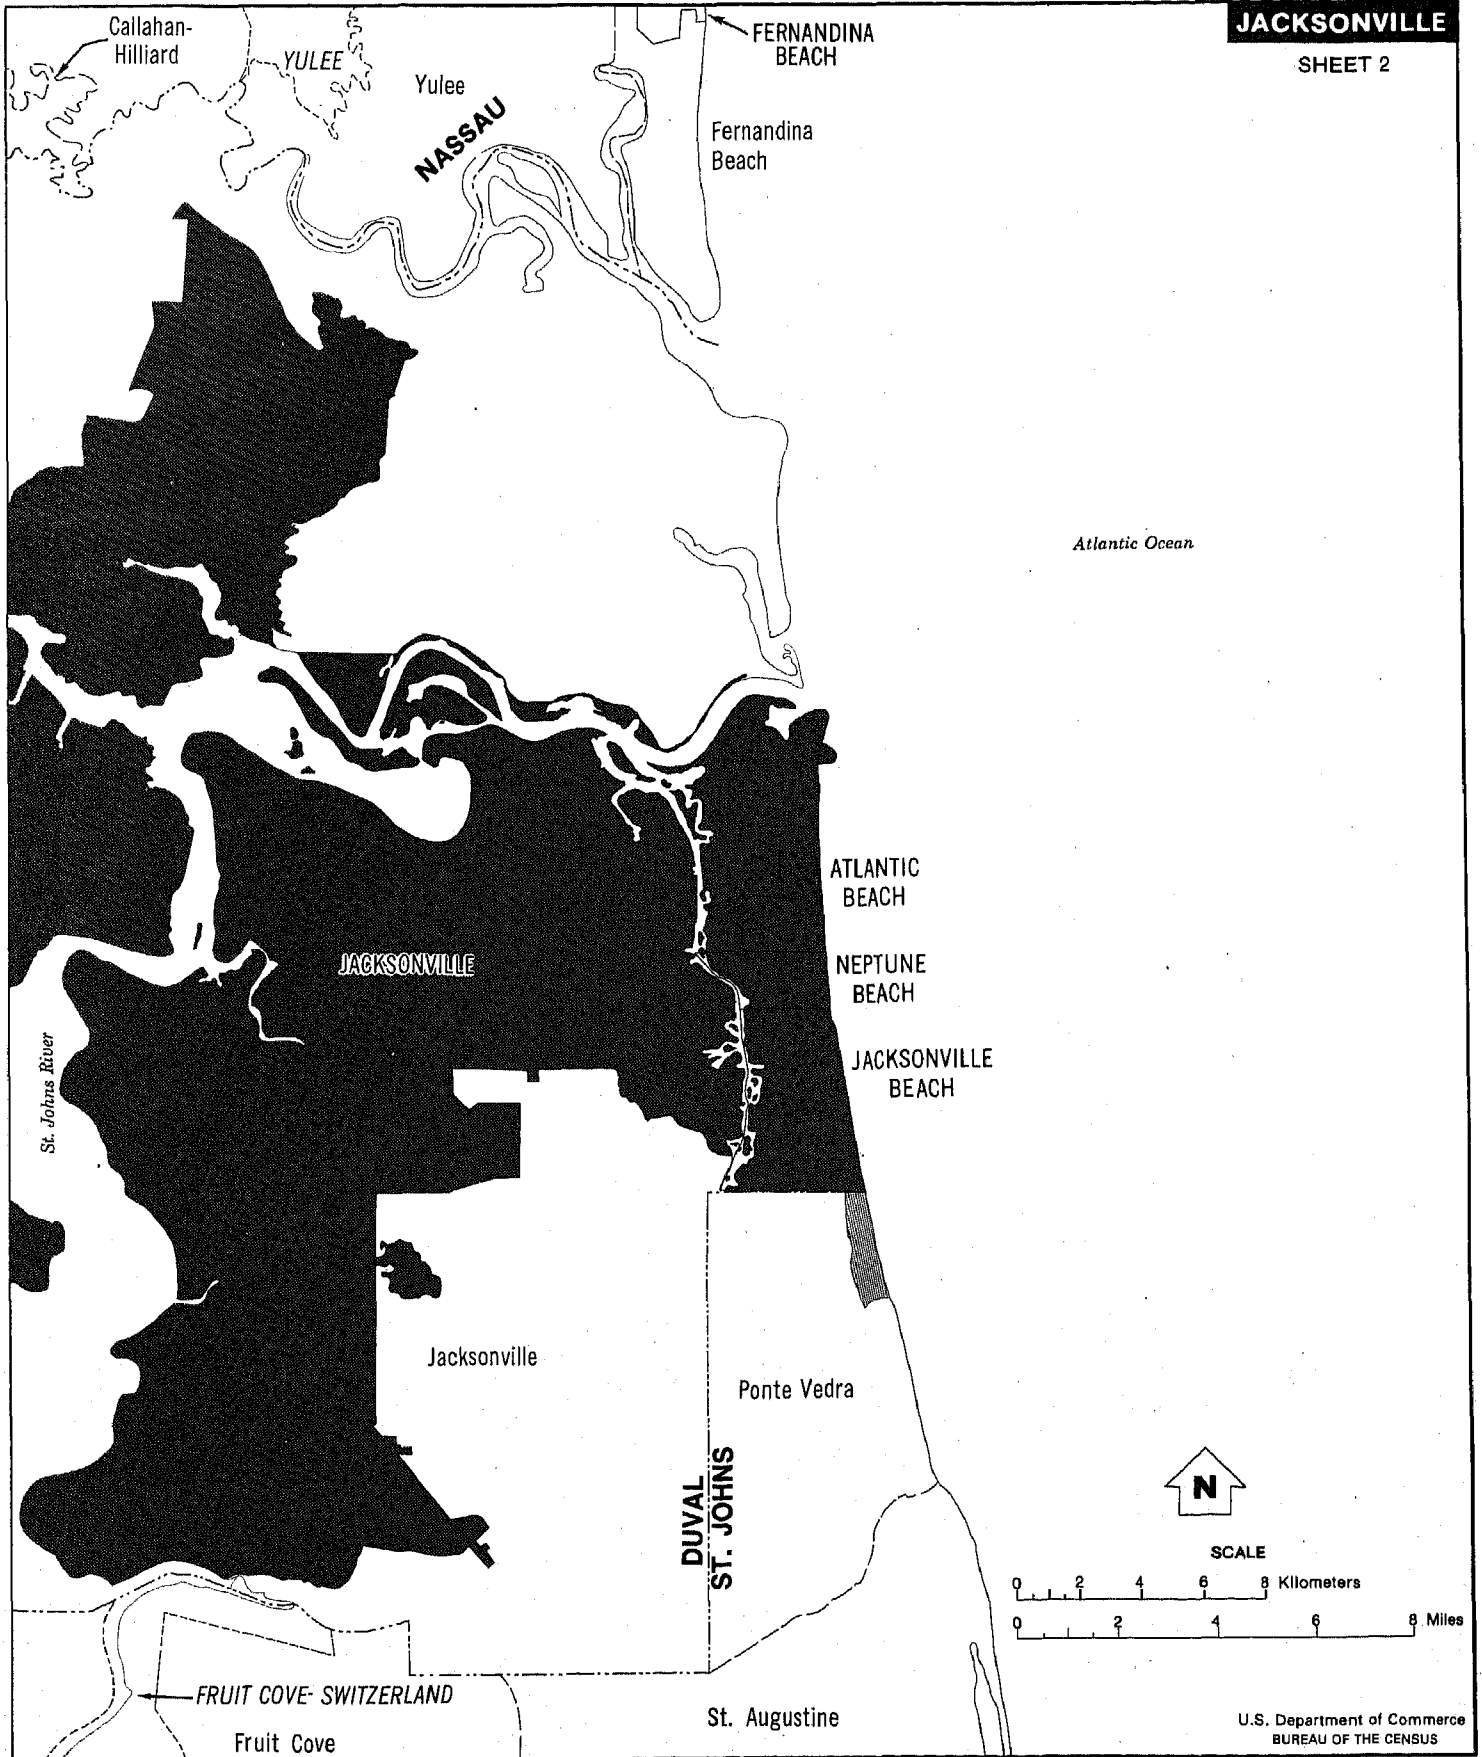 JACKSONVILLE
SHEET 2
Callahan-
Hilliard
YULEE
Yulee
NASSAU
FERNANDINA
BEACH
Fernandina
Beach
Atlantic Ocean
ATLANTIC
BEACH
JACKSONVILLE
NEPTUNE
BEACH
JACKSONVILLE
BEACH
St. Johns River
Jacksonville
Ponte Vedra
DUVAL
ST. JOHNS
N
SCALE
0 2 4 6 8 Kilometers
0 2 4 6 8 Miles
FRUIT COVE- SWITZERLAND
Fruit Cove
St. Augustine
U.S. Department of Commerce
BUREAU OF THE CENSUS